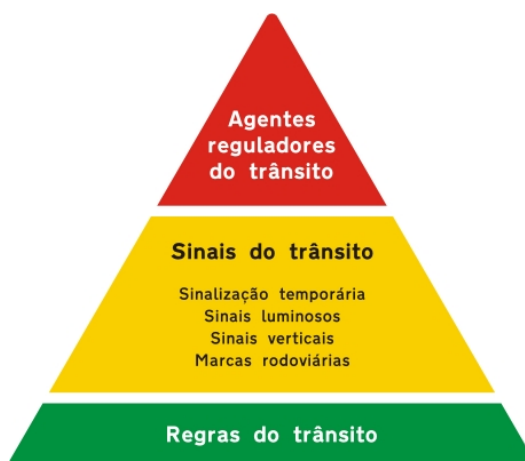 Agentes
reguladores
do trânsito
Sinais do trânsito
Sinalização temporária
Sinais luminosos
Sinais verticais
Marcas rodoviárias
Regras do trânsito